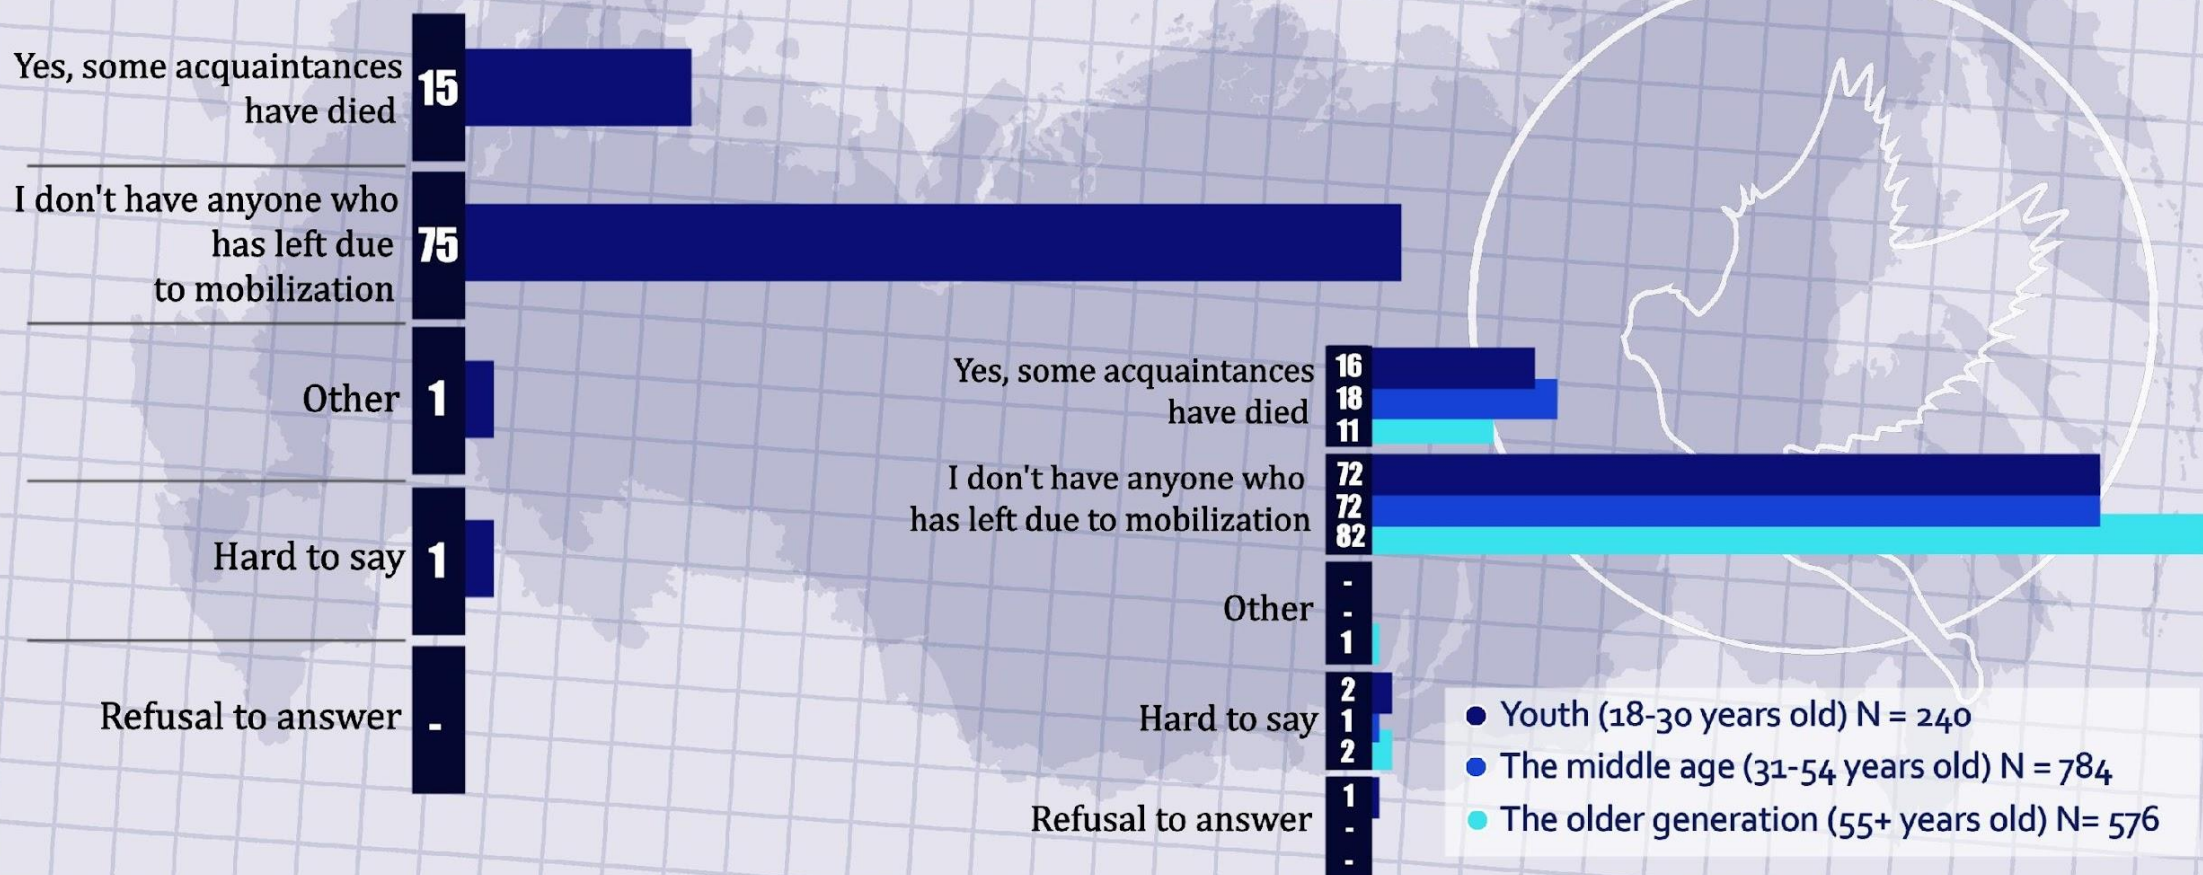 Yes, some acquaintances
have died
15
I don't have anyone who
has left due
to mobilization
75
Other
1
Hard to say
1
Refusal to answer
-
Yes, some acquaintances
have died
16
18
11
I don't have anyone who
has left due to mobilization
72
72
82
Other
-
-
1
Hard to say
2
1
2
Refusal to answer
1
-
-
Youth (18-30 years old) N = 240
The middle age (31-54 years old) N = 784
The older generation (55+ years old) N= 576